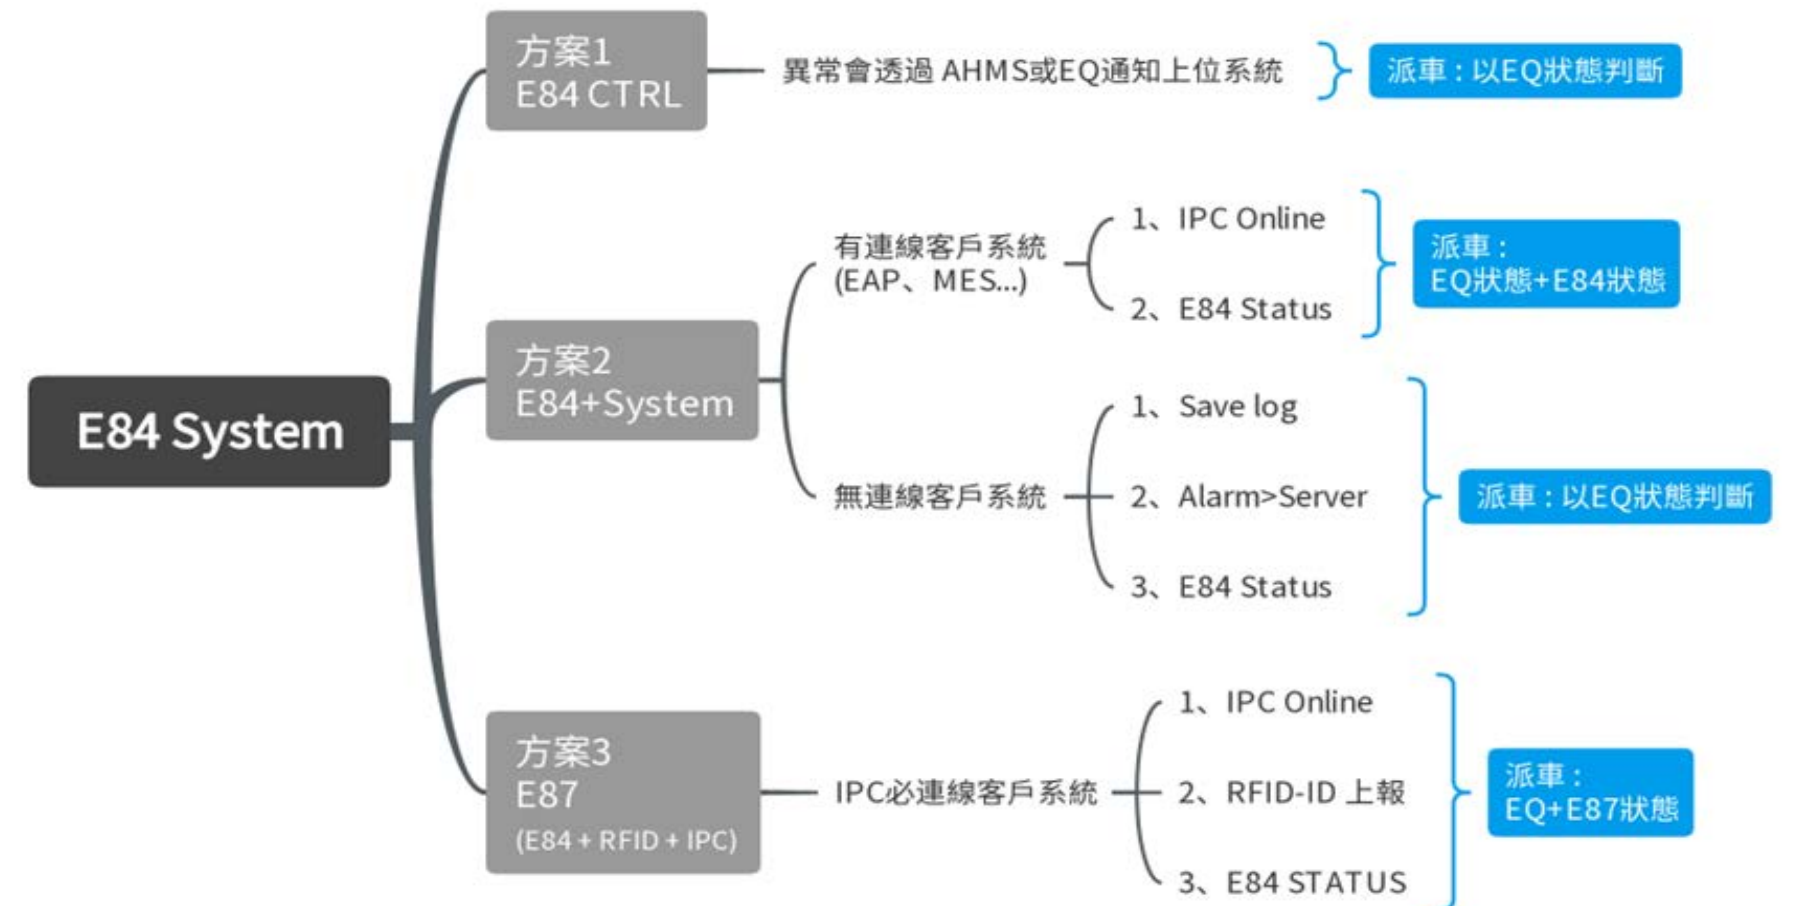 E84 System
方案1
E84 CTRL
異常會透過 AHMS或EQ通知上位系統
派車 : 以EQ狀態判斷
方案2
E84+System
有連線客戶系統
(EAP、MES...)
1、IPC Online
2、E84 Status
派車 :
EQ狀態+E84狀態
無連線客戶系統
1、Save log
2、Alarm>Server
3、E84 Status
派車 : 以EQ狀態判斷
方案3
E87
(E84 + RFID + IPC)
IPC必連線客戶系統
1、IPC Online
2、RFID-ID 上報
3、E84 STATUS
派車 :
EQ+E87狀態